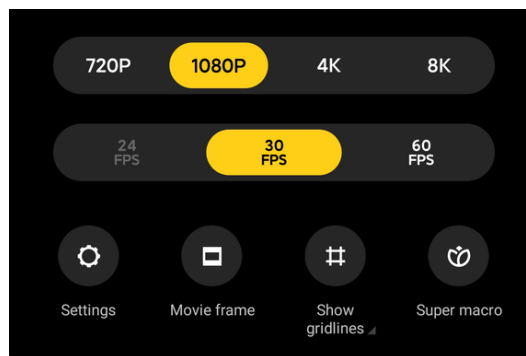 720P 1080P 4K 8K
24 30 60
FPS FPS FPS
Settings Movie frame Show Super macro
gridlines